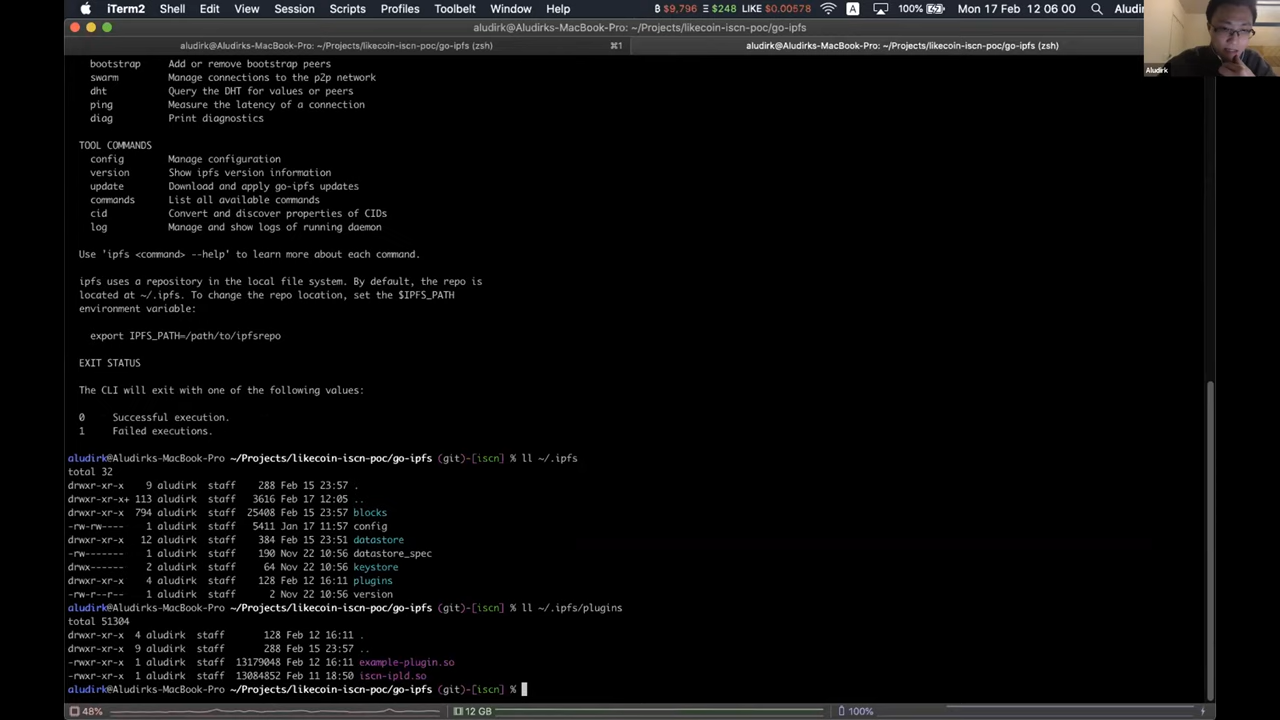 iTerm2 Shell Edit View Session Scripts Profiles Toolbelt Window Help ₿ $9,796 Ξ $248 LIKE $0.00578 A 100% Mon 17 Feb 12 06 00 Aludir
aludirk@Aludirks-MacBook-Pro: ~/Projects/likecoin-iscn-poc/go-ipfs
aludirk@Aludirks-MacBook-Pro: ~/Projects/likecoin-iscn-poc/go-ipfs (zsh) ⌘1 aludirk@Aludirks-MacBook-Pro: ~/Projects/likecoin-iscn-poc/go-ipfs (zsh)
Aludirk
bootstrap Add or remove bootstrap peers
swarm Manage connections to the p2p network
dht Query the DHT for values or peers
ping Measure the latency of a connection
diag Print diagnostics
TOOL COMMANDS
config Manage configuration
version Show ipfs version information
update Download and apply go-ipfs updates
commands List all available commands
cid Convert and discover properties of CIDs
log Manage and show logs of running daemon
Use 'ipfs <command> --help' to learn more about each command.
ipfs uses a repository in the local file system. By default, the repo is
located at ~/.ipfs. To change the repo location, set the $IPFS_PATH
environment variable:
export IPFS_PATH=/path/to/ipfsrepo
EXIT STATUS
The CLI will exit with one of the following values:
0 Successful execution.
1 Failed executions.
aludirk@Aludirks-MacBook-Pro ~/Projects/likecoin-iscn-poc/go-ipfs (git)-[iscn] % ll ~/.ipfs
total 32
drwxr-xr-x 9 aludirk staff 288 Feb 15 23:57 .
drwxr-xr-x+ 113 aludirk staff 3616 Feb 17 12:05 ..
drwxr-xr-x 794 aludirk staff 25408 Feb 15 23:57 blocks
-rw-rw---- 1 aludirk staff 5411 Jan 17 11:57 config
drwxr-xr-x 12 aludirk staff 384 Feb 15 23:51 datastore
-rw------- 1 aludirk staff 190 Nov 22 10:56 datastore_spec
drwx------ 2 aludirk staff 64 Nov 22 10:56 keystore
drwxr-xr-x 4 aludirk staff 128 Feb 12 16:11 plugins
-rw-r--r-- 1 aludirk staff 2 Nov 22 10:56 version
aludirk@Aludirks-MacBook-Pro ~/Projects/likecoin-iscn-poc/go-ipfs (git)-[iscn] % ll ~/.ipfs/plugins
total 51304
drwxr-xr-x 4 aludirk staff 128 Feb 12 16:11 .
drwxr-xr-x 9 aludirk staff 288 Feb 15 23:57 ..
-rwxr-xr-x 1 aludirk staff 13179048 Feb 12 16:11 example-plugin.so
-rwxr-xr-x 1 aludirk staff 13084852 Feb 11 18:50 iscn-ipld.so
aludirk@Aludirks-MacBook-Pro ~/Projects/likecoin-iscn-poc/go-ipfs (git)-[iscn] %
48% 12 GB 100%